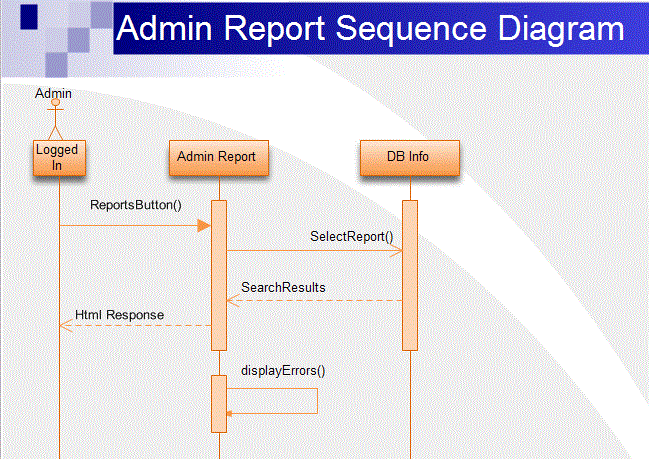 Admin Report Sequence Diagram
Admin
Logged
In
Admin Report
DB Info
ReportsButton()
SelectReport()
SearchResults
Html Response
displayErrors()